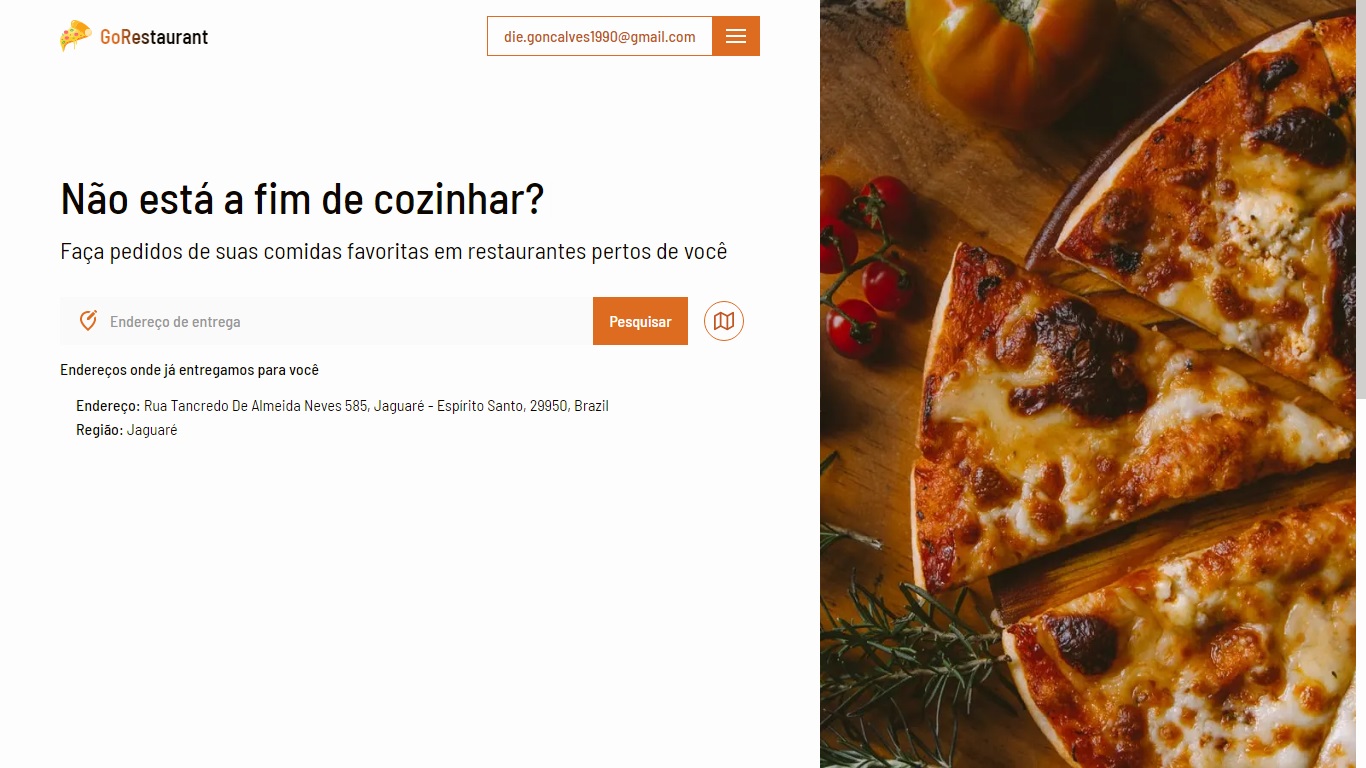 GoRestaurant
die.goncalves1990@gmail.com
Não está a fim de cozinhar?
Faça pedidos de suas comidas favoritas em restaurantes pertos de você
Endereço de entrega
Pesquisar
Endereços onde já entregamos para você
Endereço: Rua Tancredo De Almeida Neves 585, Jaguaré - Espírito Santo, 29950, Brazil
Região: Jaguaré